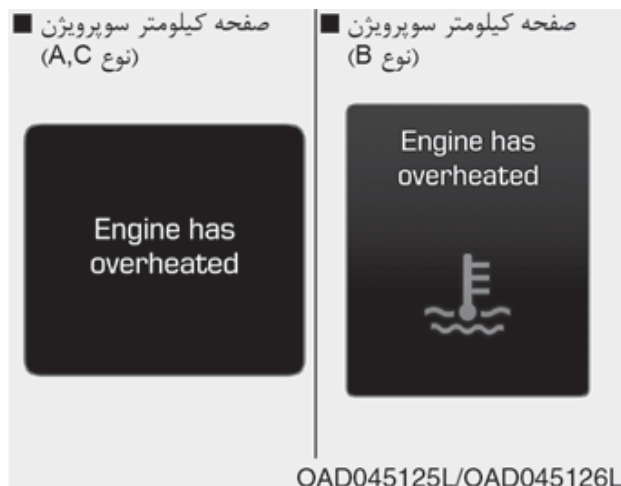 ■ صفحه کیلومتر سوپرویژن
(نوع A,C)
Engine has
overheated
■ صفحه کیلومتر سوپرویژن
(نوع B)
Engine has
overheated
OAD045125L/OAD045126L